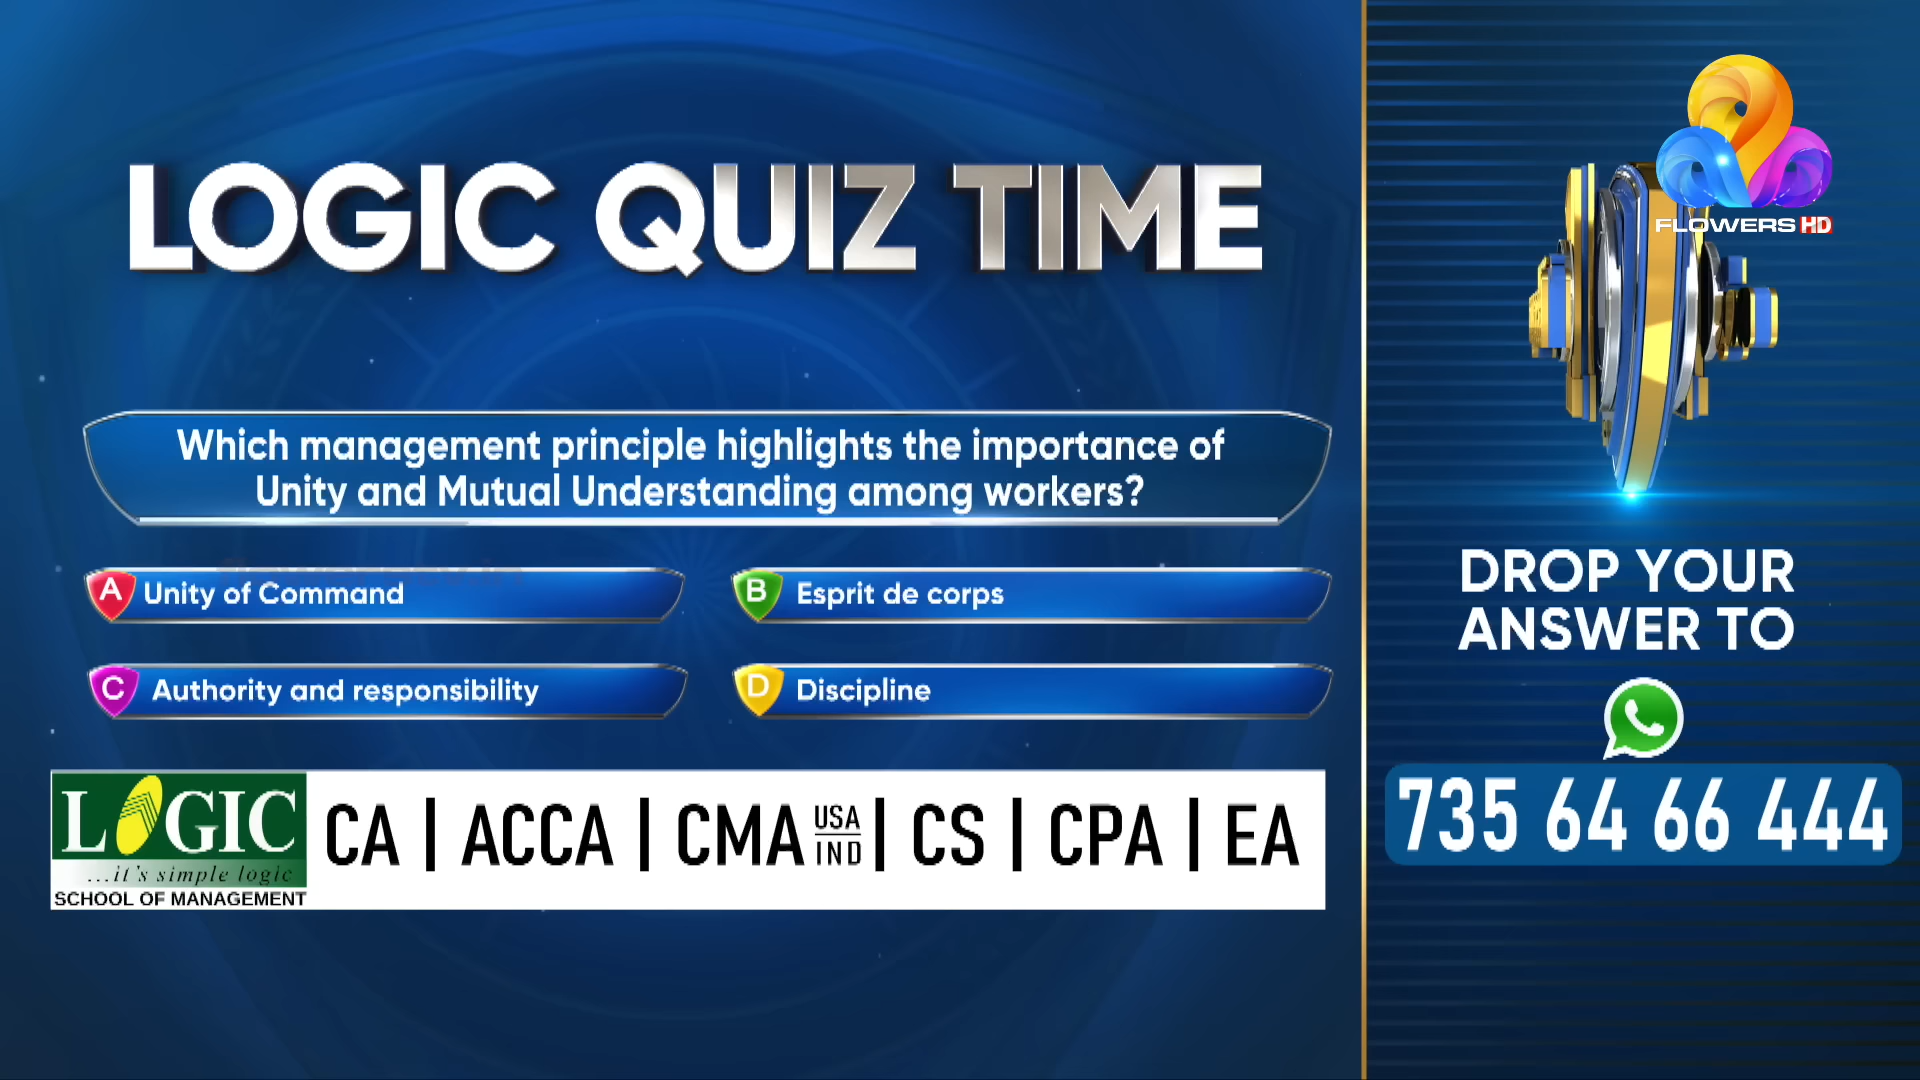 LOGIC QUIZ TIME
Which management principle highlights the importance of
Unity and Mutual Understanding among workers?
A Unity of Command
B Esprit de corps
C Authority and responsibility
D Discipline
LOGIC
...it's simple logic
SCHOOL OF MANAGEMENT
CA | ACCA | CMA USA IND | CS | CPA | EA
FLOWERS HD
DROP YOUR
ANSWER TO
735 64 66 444